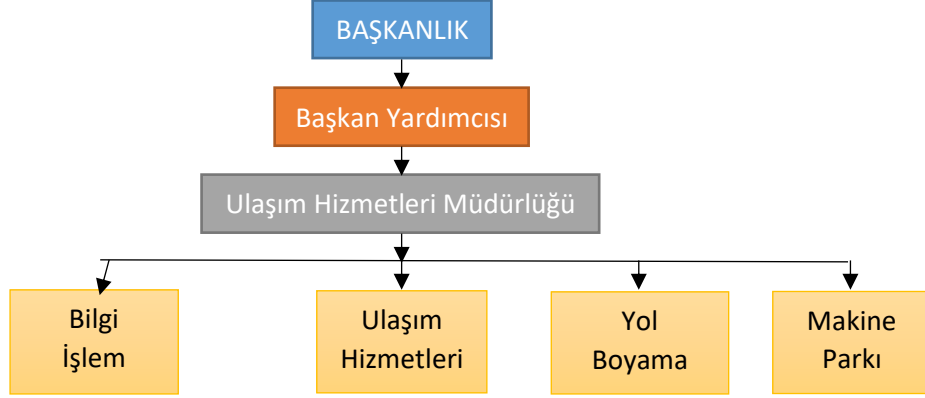 BAŞKANLIK
Başkan Yardımcısı
Ulaşım Hizmetleri Müdürlüğü
Bilgi
İşlem
Ulaşım
Hizmetleri
Yol
Boyama
Makine
Parkı